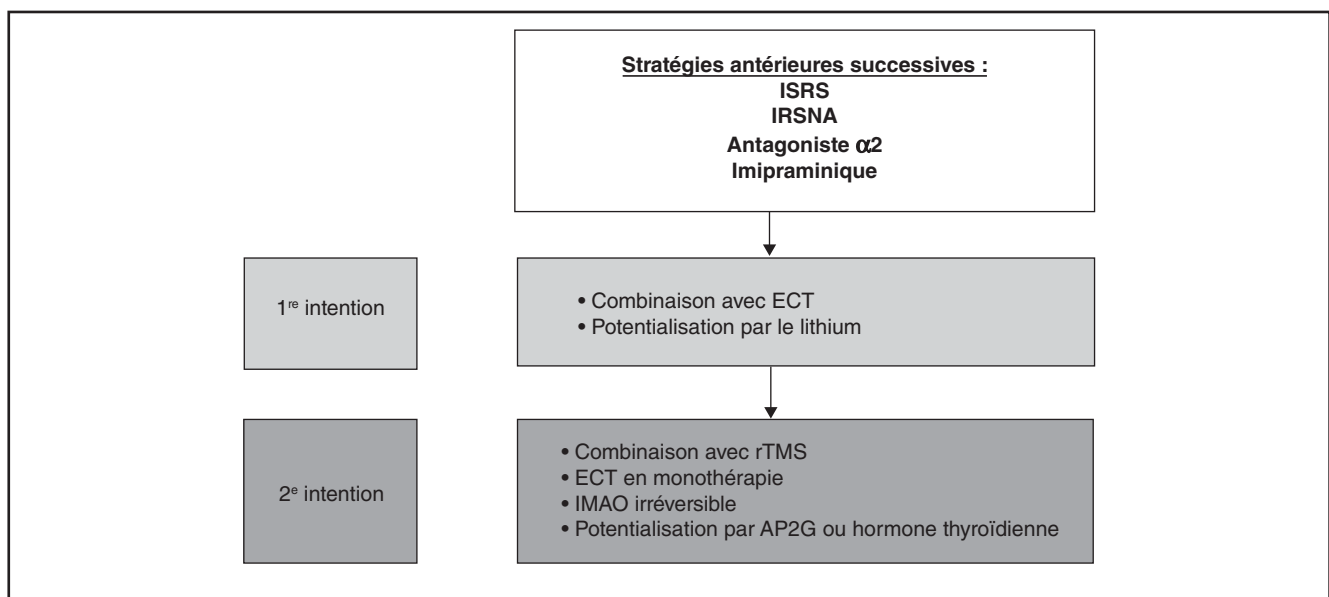 Stratégies antérieures successives :
ISRS
IRSNA
Antagoniste α2
Imipraminique
1re intention
• Combinaison avec ECT
• Potentialisation par le lithium
2e intention
• Combinaison avec rTMS
• ECT en monothérapie
• IMAO irréversible
• Potentialisation par AP2G ou hormone thyroïdienne